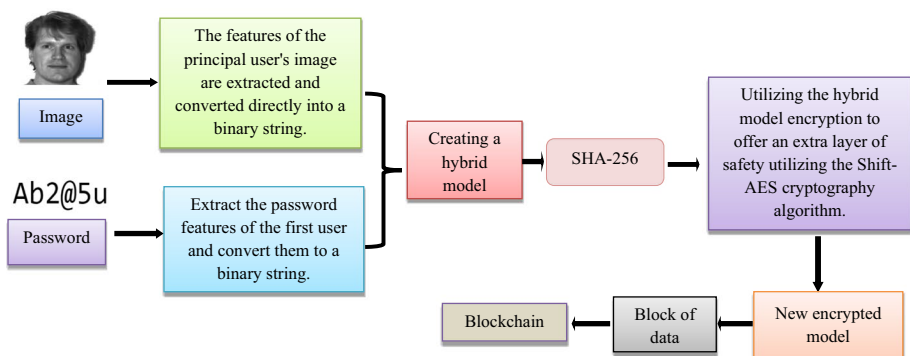 Image
The features of the
principal user's image
are extracted and
converted directly into a
binary string.
Ab2@5u
Password
Extract the password
features of the first user
and convert them to a
binary string.
Creating a
hybrid
model
SHA-256
Utilizing the hybrid
model encryption to
offer an extra layer of
safety utilizing the Shift-
AES cryptography
algorithm.
New encrypted
model
Block of
data
Blockchain